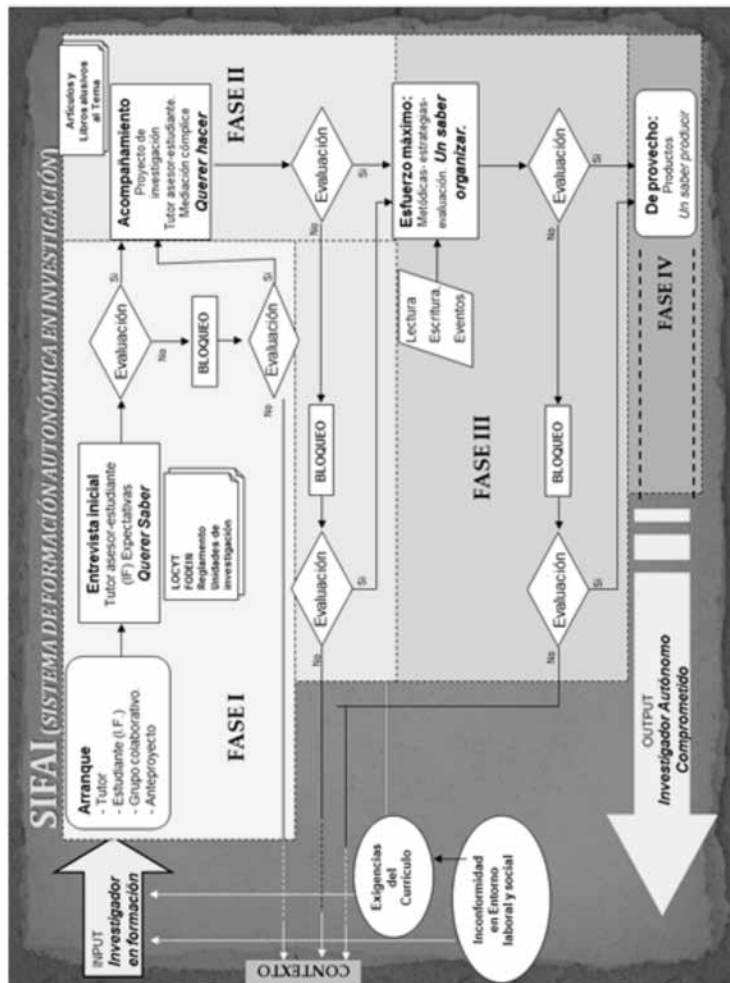 SIFAI (SISTEMA DE FORMACIÓN AUTONÓMICA EN INVESTIGACIÓN)
INPUT
Investigador
en formación
Arranque
- Tutor
- Estudiante (I.F.)
- Grupo colaborativo
- Anteproyecto
FASE I
Entrevista inicial
Tutor asesor-estudiante
(IF) Expectativas
Querer Saber
LOCYT
FODEIN
Reglamento
Unidades de
investigación
Evaluación
Si
No
BLOQUEO
Evaluación
Si
No
Artículos y
Libros alusivos
al Tema
Acompañamiento
Proyecto de
investigación
Tutor asesor-estudiante.
Mediación cómplice
Querer hacer
FASE II
Evaluación
Si
No
BLOQUEO
Evaluación
Si
No
Esfuerzo máximo:
Metódicas- estrategias-
evaluación. Un saber
organizar.
Lectura
Escritura.
Eventos
FASE III
Evaluación
Si
No
BLOQUEO
Evaluación
Si
No
De provecho:
Productos
Un saber producir
FASE IV
OUTPUT
Investigador Autónomo
Comprometido
Exigencias
del
Currículo
Inconformidad
en Entorno
laboral y social
CONTEXTO